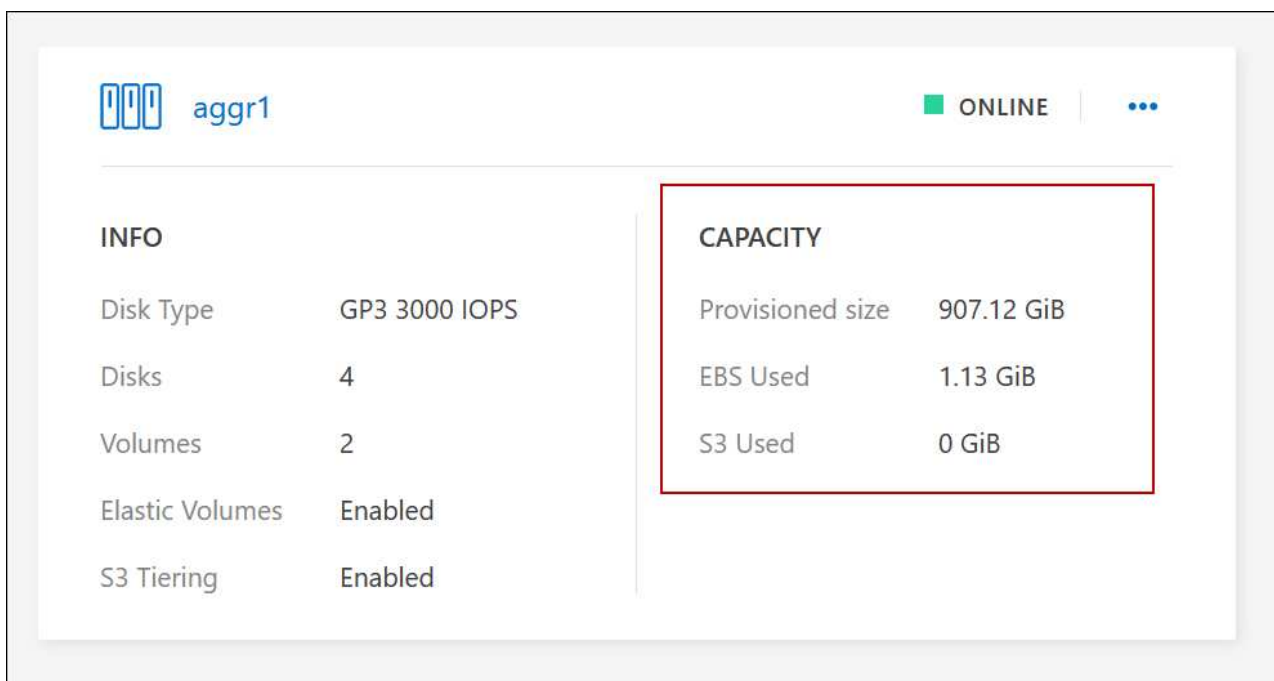 aggr1
ONLINE
INFO
Disk Type GP3 3000 IOPS
Disks 4
Volumes 2
Elastic Volumes Enabled
S3 Tiering Enabled
CAPACITY
Provisioned size 907.12 GiB
EBS Used 1.13 GiB
S3 Used 0 GiB